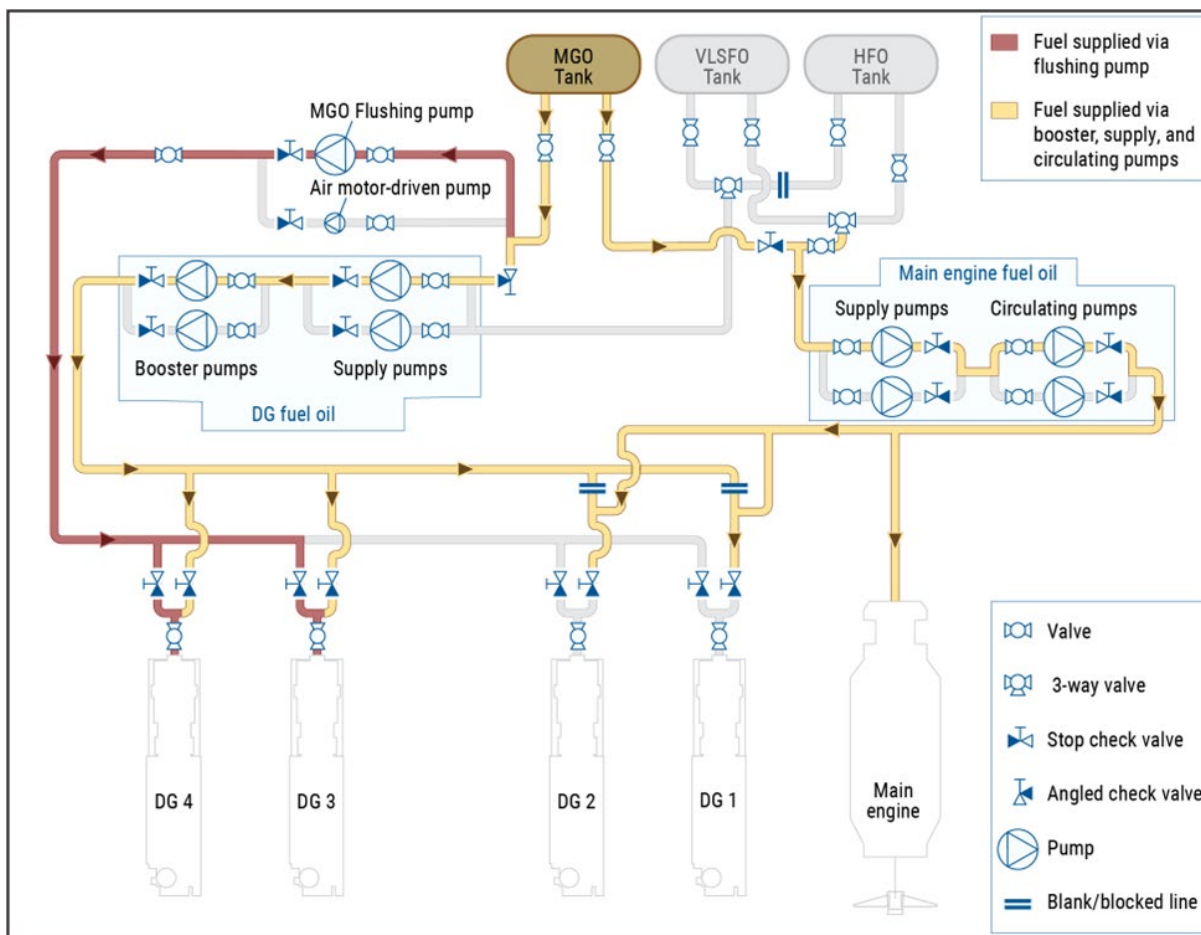 MGO
Tank
VLSFO
Tank
HFO
Tank
Fuel supplied via
flushing pump
Fuel supplied via
booster, supply, and
circulating pumps
MGO Flushing pump
Air motor-driven pump
Main engine fuel oil
Supply pumps
Circulating pumps
Booster pumps
Supply pumps
DG fuel oil
Valve
3-way valve
Stop check valve
Angled check valve
Pump
Blank/blocked line
DG 4
DG 3
DG 2
DG 1
Main
engine